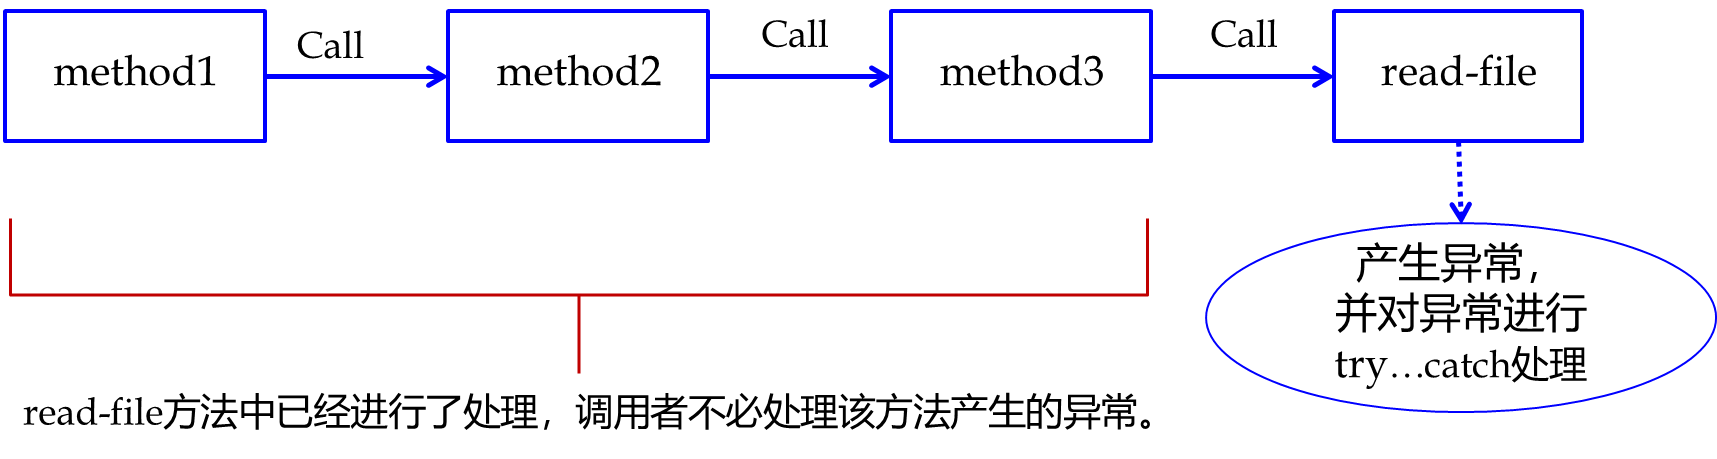 method1
Call
method2
Call
method3
Call
read-file
产生异常，
并对异常进行
try…catch处理
read-file方法中已经进行了处理，调用者不必处理该方法产生的异常。